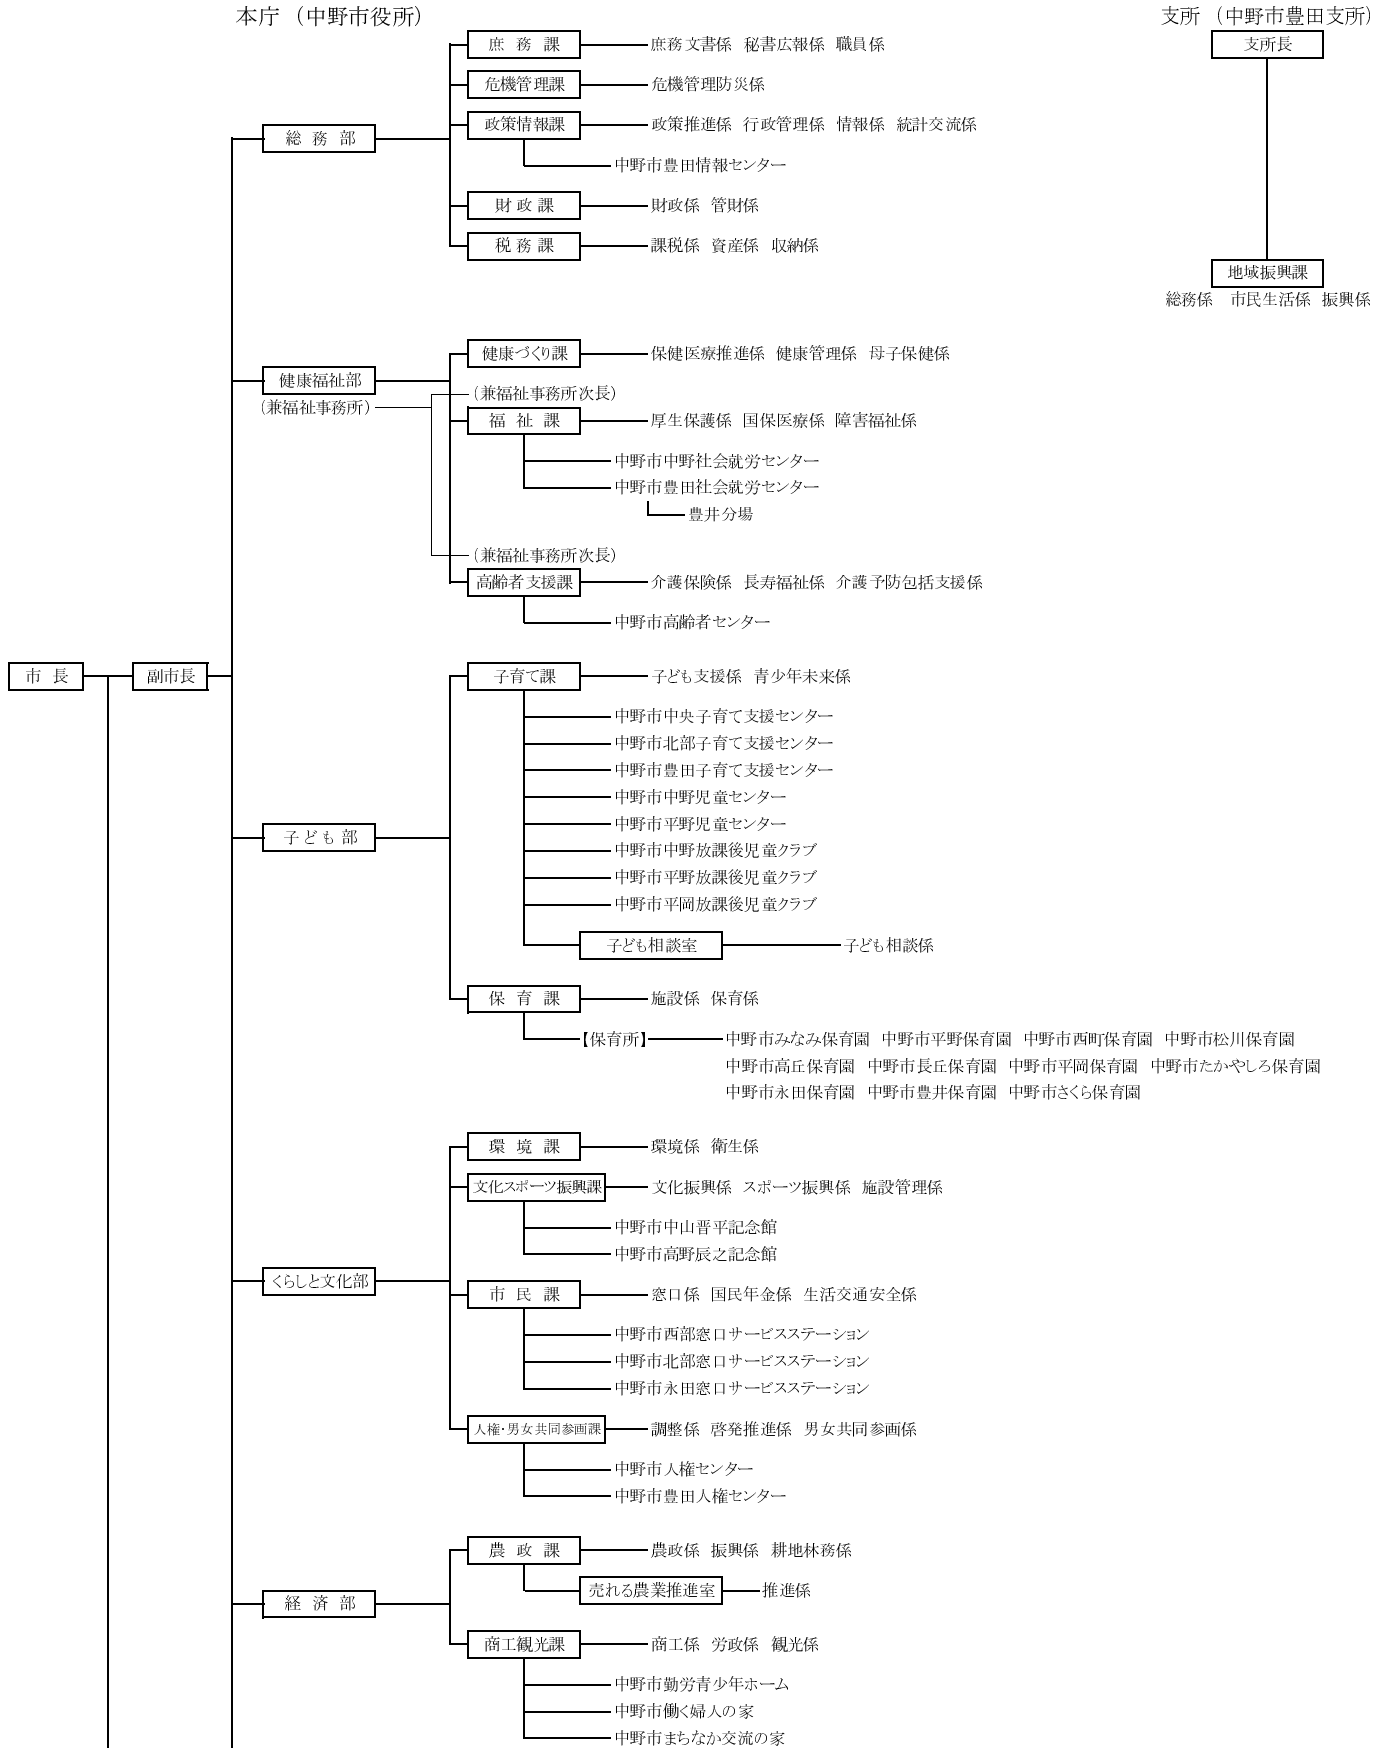 本庁 (中野市役所)
支所 (中野市豊田支所)
庶務課 庶務文書係 秘書広報係 職員係
支所長
危機管理課 危機管理防災係
政策情報課 政策推進係 行政管理係 情報係 統計交流係
総務部
中野市豊田情報センター
財政課 財政係 管財係
税務課 課税係 資産係 収納係
地域振興課
総務係 市民生活係 振興係
健康づくり課 保健医療推進係 健康管理係 母子保健係
健康福祉部
(兼福祉事務所次長)
(兼福祉事務所)
福祉課 厚生保護係 国保医療係 障害福祉係
中野市中野社会就労センター
中野市豊田社会就労センター
豊井分場
(兼福祉事務所次長)
高齢者支援課 介護保険係 長寿福祉係 介護予防包括支援係
中野市高齢者センター
市長 副市長
子育て課 子ども支援係 青少年未来係
中野市中央子育て支援センター
中野市北部子育て支援センター
中野市豊田子育て支援センター
中野市中野児童センター
中野市平野児童センター
子ども部
中野市中野放課後児童クラブ
中野市平野放課後児童クラブ
中野市平岡放課後児童クラブ
子ども相談室 子ども相談係
保育課 施設係 保育係
【保育所】 中野市みなみ保育園 中野市平野保育園 中野市西町保育園 中野市松川保育園
中野市高丘保育園 中野市長丘保育園 中野市平岡保育園 中野市たかやしろ保育園
中野市永田保育園 中野市豊井保育園 中野市さくら保育園
環境課 環境係 衛生係
文化スポーツ振興課 文化振興係 スポーツ振興係 施設管理係
中野市中山晋平記念館
中野市高野辰之記念館
くらしと文化部
市民課 窓口係 国民年金係 生活交通安全係
中野市西部窓口サービスステーション
中野市北部窓口サービスステーション
中野市永田窓口サービスステーション
人権・男女共同参画課 調整係 啓発推進係 男女共同参画係
中野市人権センター
中野市豊田人権センター
農政課 農政係 振興係 耕地林務係
売れる農業推進室 推進係
経済部
商工観光課 商工係 労政係 観光係
中野市勤労青少年ホーム
中野市働く婦人の家
中野市まちなか交流の家